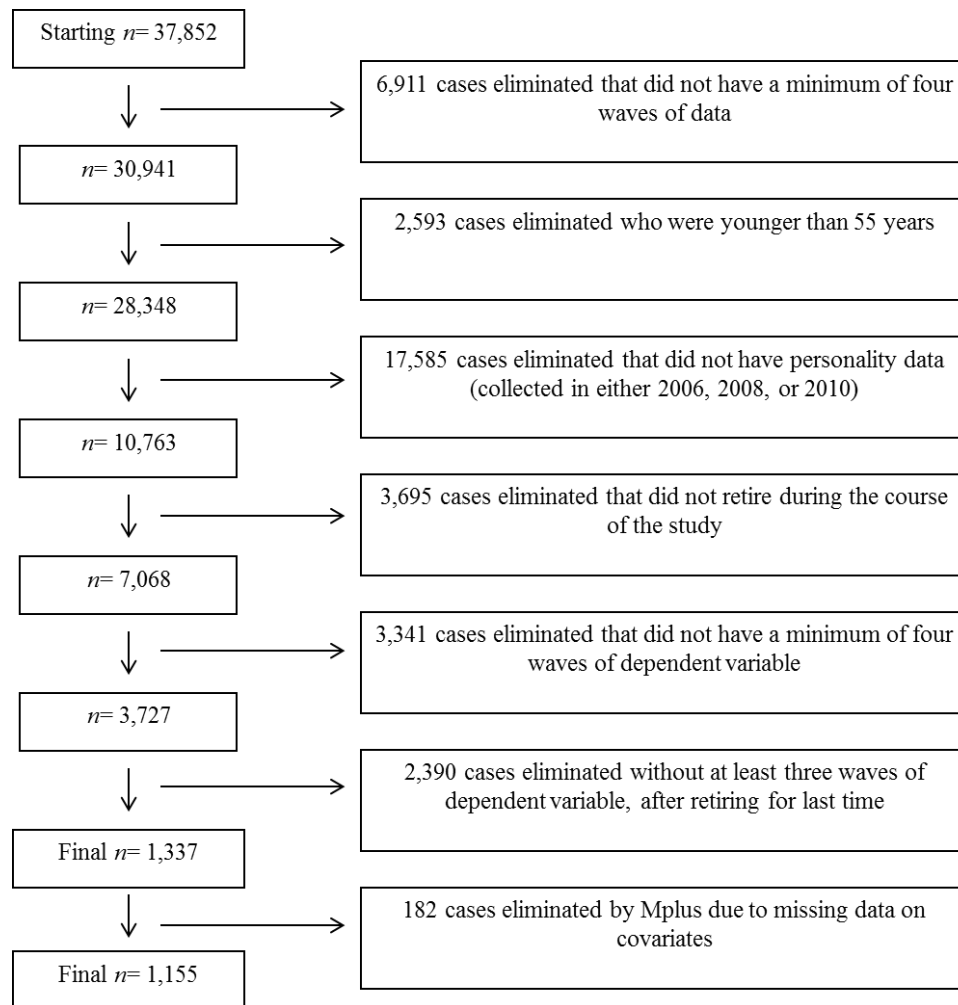 Starting n= 37,852
6,911 cases eliminated that did not have a minimum of four
waves of data
n= 30,941
2,593 cases eliminated who were younger than 55 years
n= 28,348
17,585 cases eliminated that did not have personality data
(collected in either 2006, 2008, or 2010)
n= 10,763
3,695 cases eliminated that did not retire during the course
of the study
n= 7,068
3,341 cases eliminated that did not have a minimum of four
waves of dependent variable
n= 3,727
2,390 cases eliminated without at least three waves of
dependent variable, after retiring for last time
Final n= 1,337
182 cases eliminated by Mplus due to missing data on
covariates
Final n= 1,155